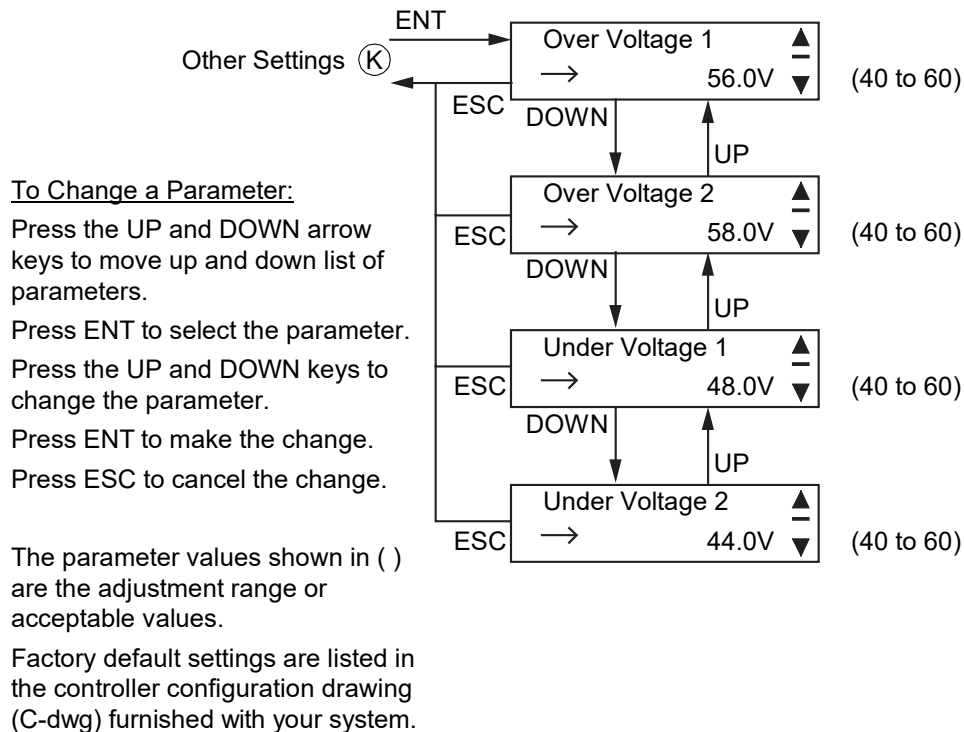 ENT
Other Settings K
ESC
Over Voltage 1
→ 56.0V
(40 to 60)
DOWN
UP
Over Voltage 2
→ 58.0V
(40 to 60)
ESC
DOWN
UP
Under Voltage 1
→ 48.0V
(40 to 60)
ESC
DOWN
UP
Under Voltage 2
→ 44.0V
(40 to 60)
ESC
To Change a Parameter:
Press the UP and DOWN arrow
keys to move up and down list of
parameters.
Press ENT to select the parameter.
Press the UP and DOWN keys to
change the parameter.
Press ENT to make the change.
Press ESC to cancel the change.
The parameter values shown in ( )
are the adjustment range or
acceptable values.
Factory default settings are listed in
the controller configuration drawing
(C-dwg) furnished with your system.